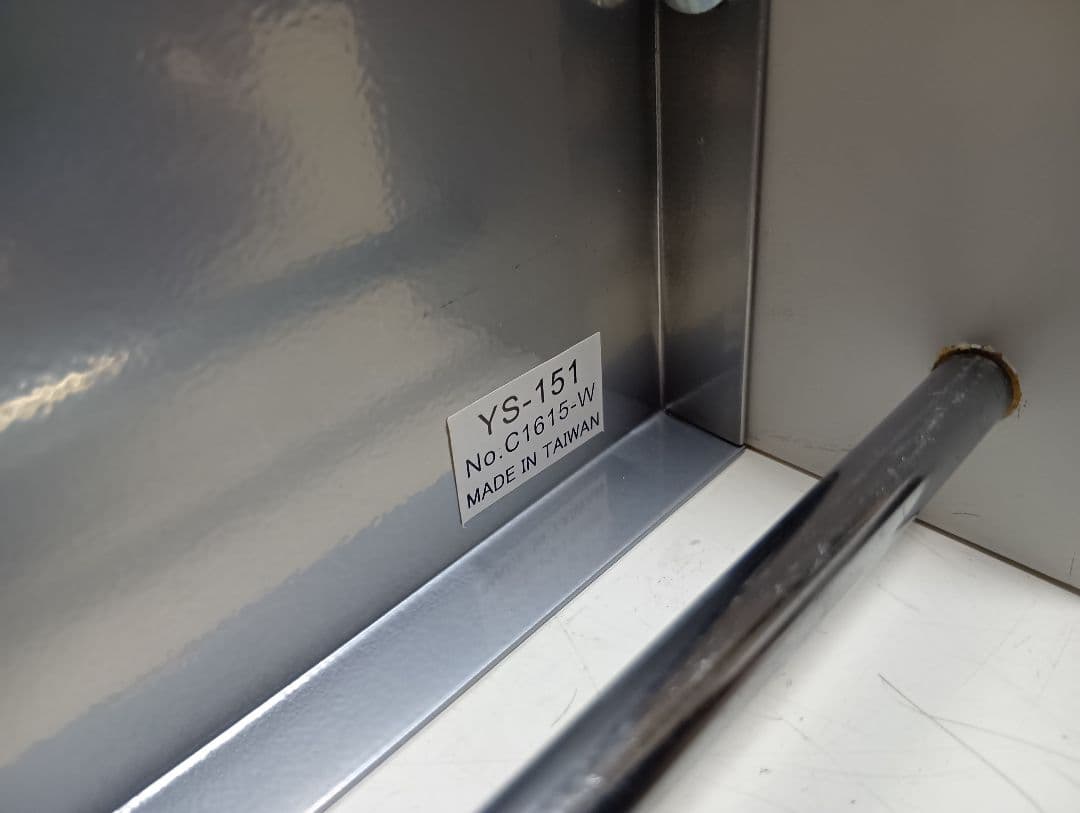 YS-151
No.C1615-W
MADE IN TAIWAN